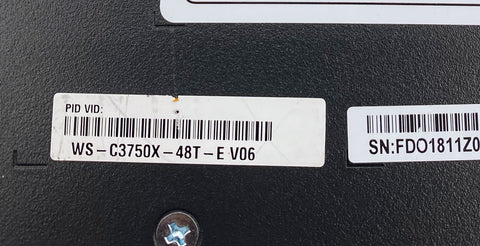 PID VID:
WS-C3750X-48T-E V06
SN:FDO1811Z0